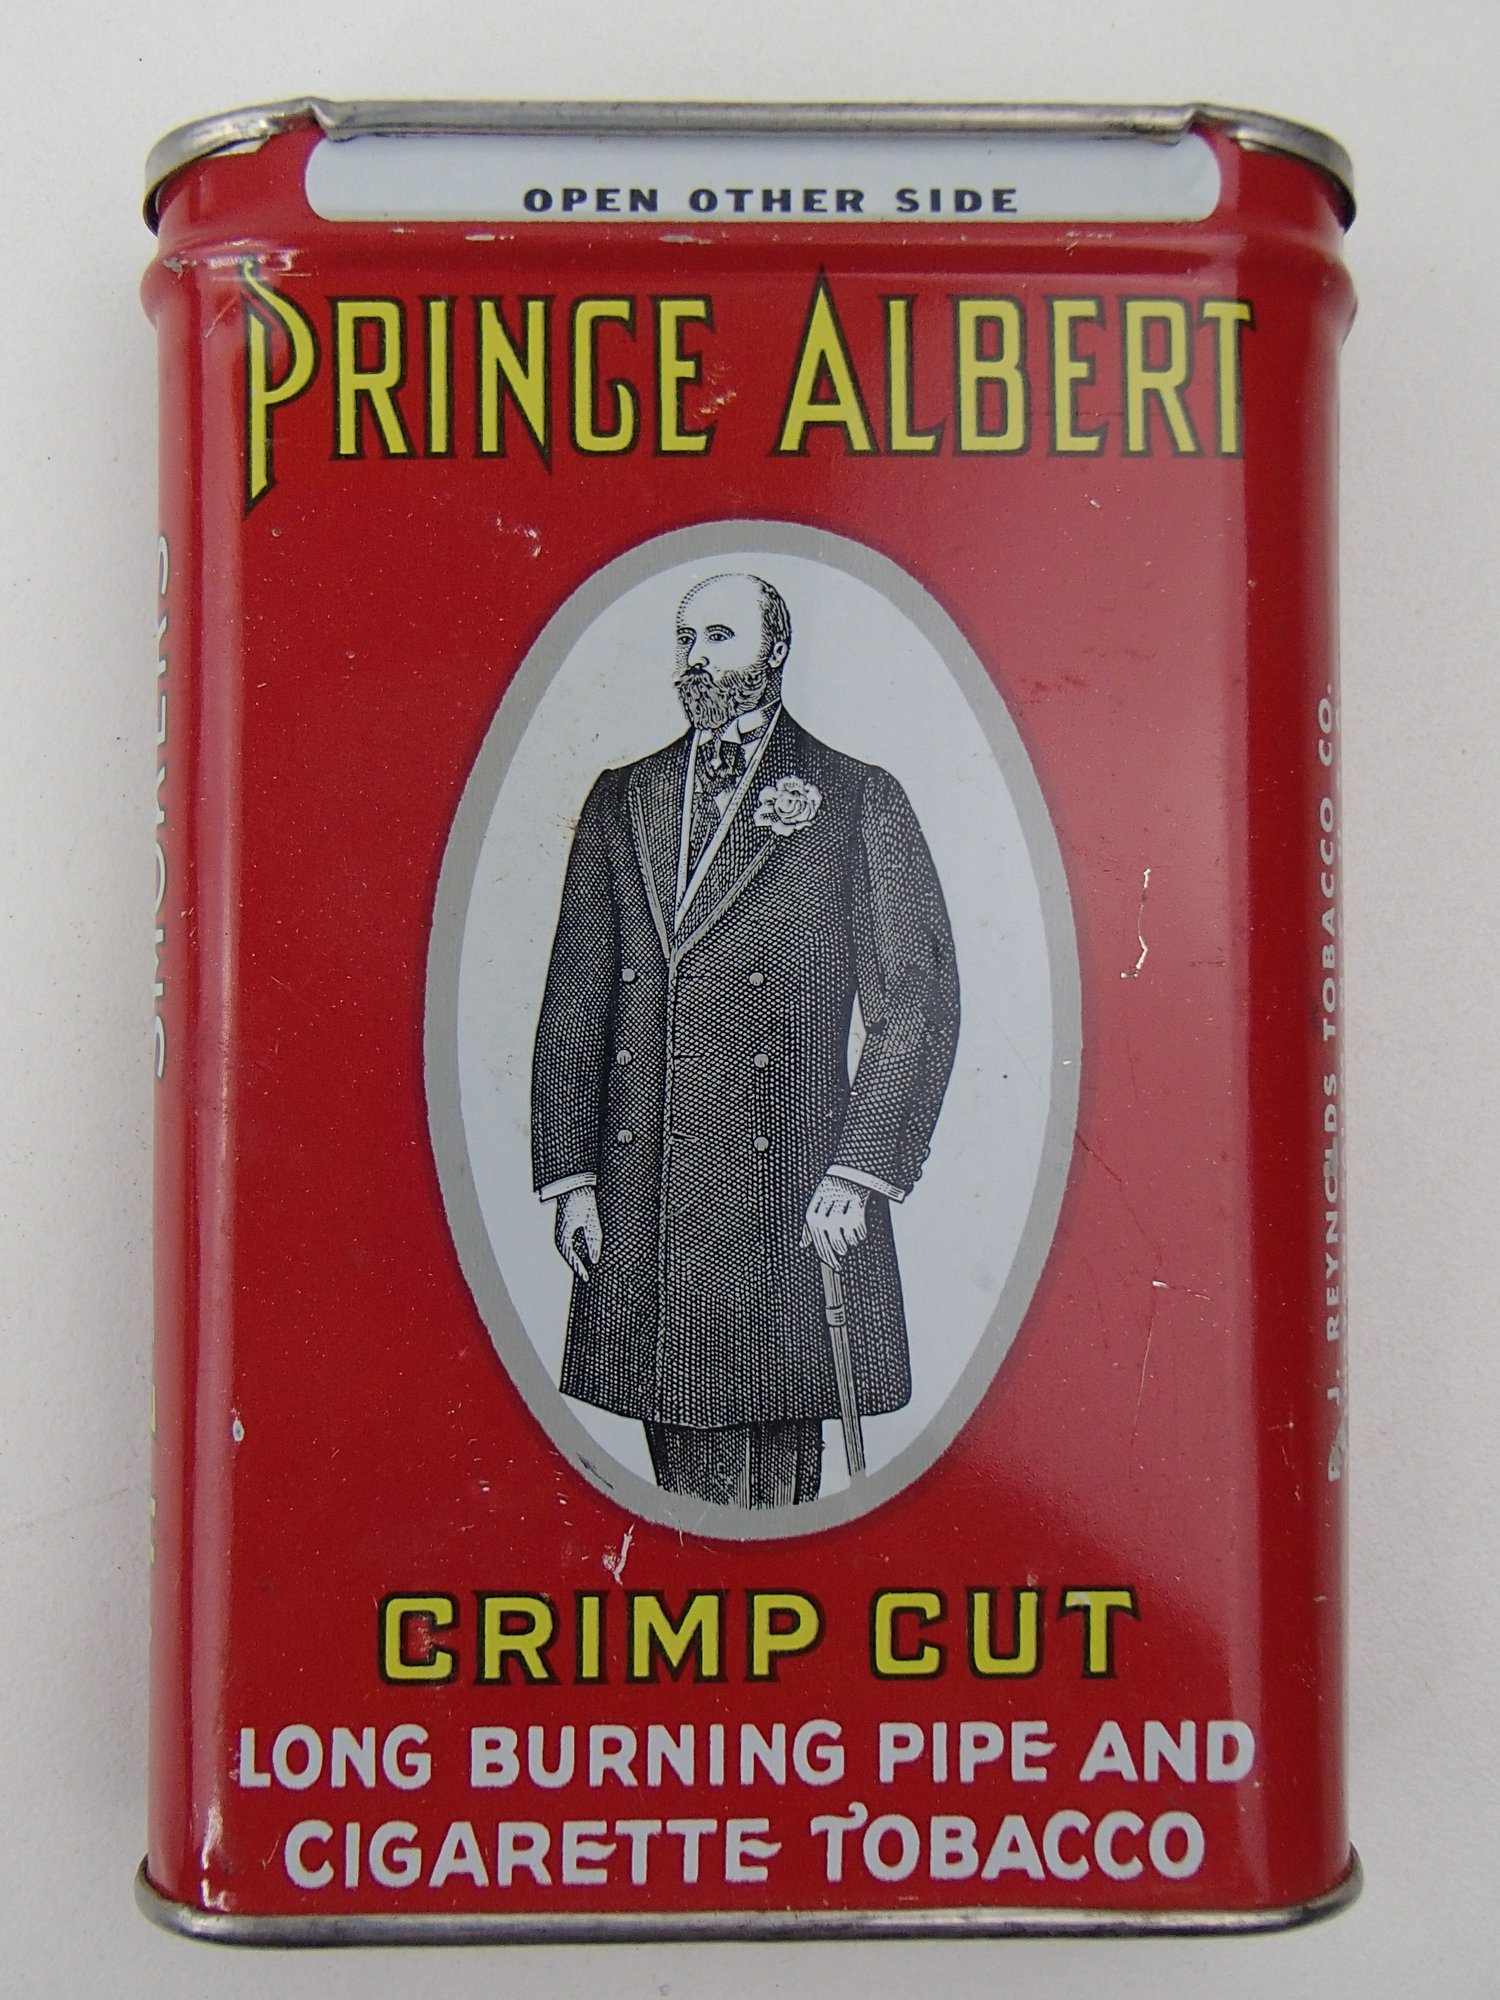 OPEN OTHER SIDE
PRINCE ALBERT
CRIMP CUT
LONG BURNING PIPE AND
CIGARETTE TOBACCO
SMOKERS
R. J. REYNOLDS TOBACCO CO.